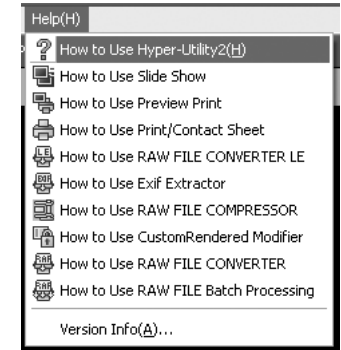 Help(H)
How to Use Hyper-Utility2(H)
How to Use Slide Show
How to Use Preview Print
How to Use Print/Contact Sheet
How to Use RAW FILE CONVERTER LE
How to Use Exif Extractor
How to Use RAW FILE COMPRESSOR
How to Use CustomRendered Modifier
How to Use RAW FILE CONVERTER
How to Use RAW FILE Batch Processing
Version Info(A)...